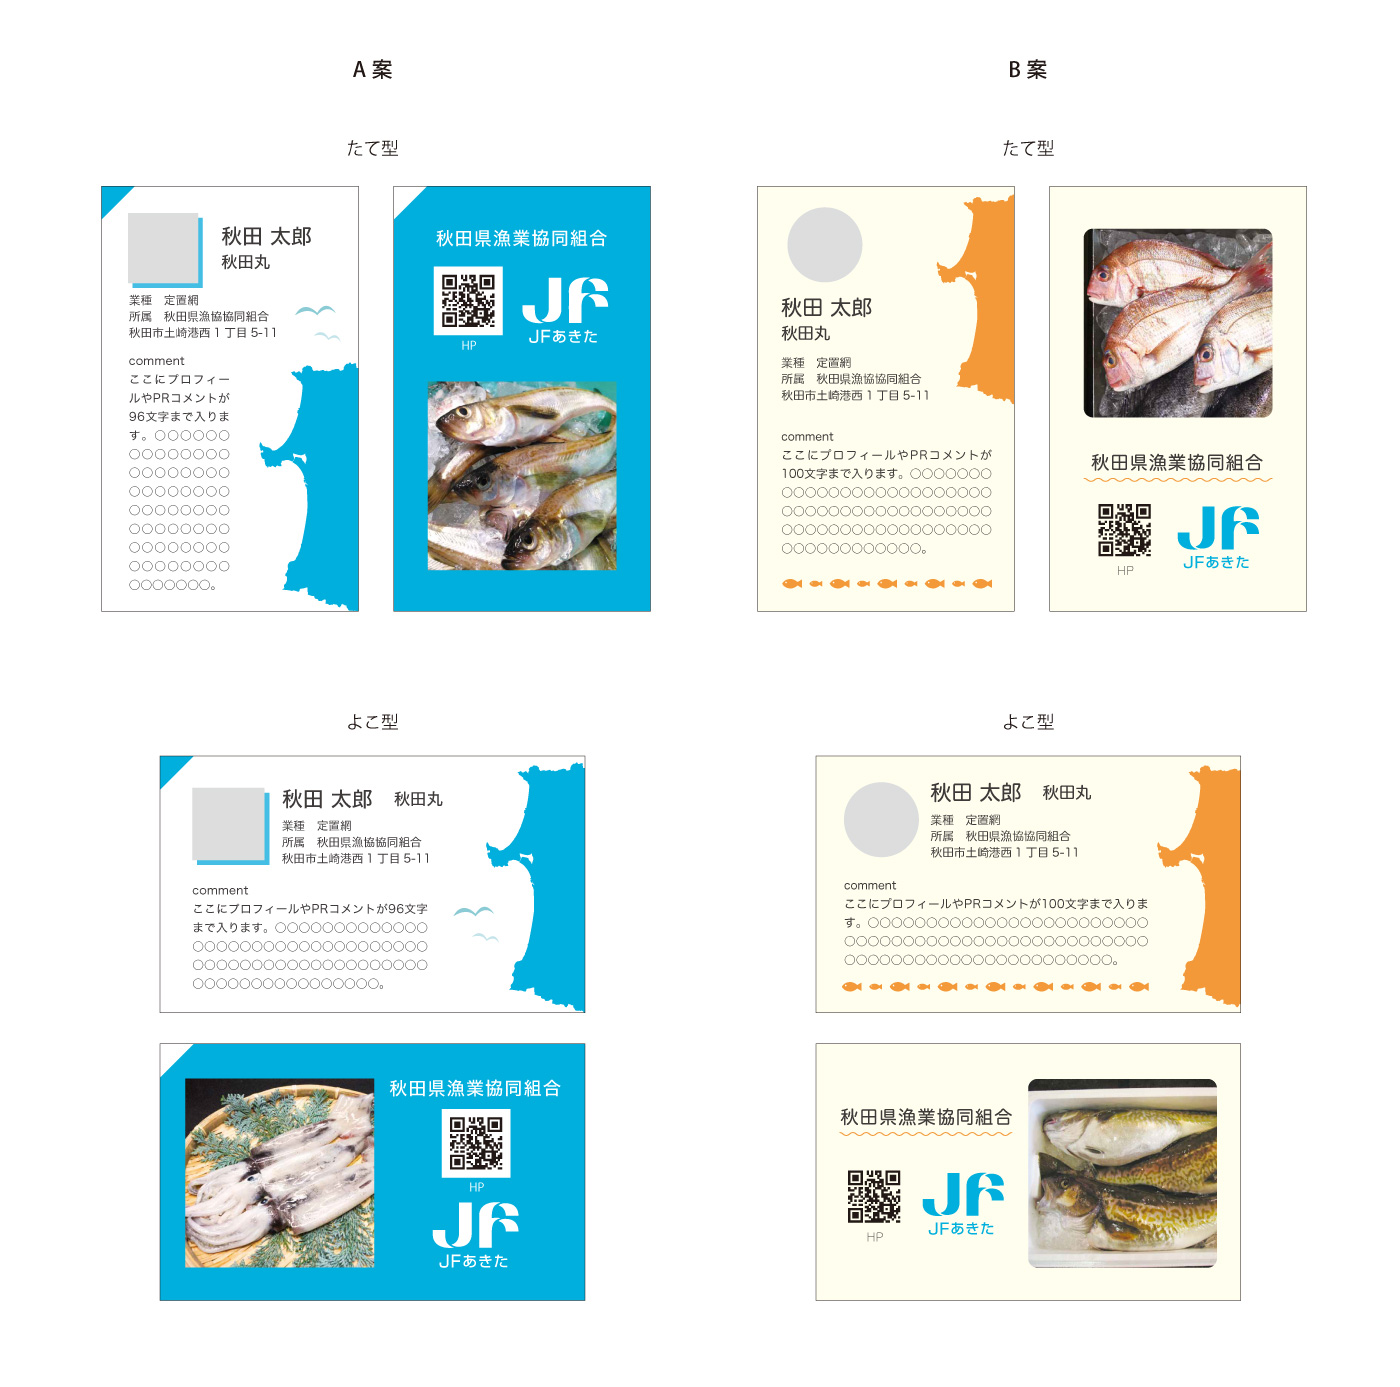 A 案
たて型
秋田 太郎
秋田丸
業種　定置網
所属　秋田県漁協協同組合
秋田市土崎港西 1 丁目 5-11
comment
ここにプロフィー
ルやPRコメントが
96文字まで入りま
す。○○○○○○
○○○○○○○○
○○○○○○○○
○○○○○○○○
○○○○○○○○
○○○○○○○○
○○○○○○○○
○○○○○○○○
○○○○○○○。
秋田県漁業協同組合
HP
JF
JFあきた
よこ型
秋田 太郎　秋田丸
業種　定置網
所属　秋田県漁協協同組合
秋田市土崎港西 1 丁目 5-11
comment
ここにプロフィールやPRコメントが96文字
まで入ります。○○○○○○○○○○○○○
○○○○○○○○○○○○○○○○○○○○
○○○○○○○○○○○○○○○○○○○○
○○○○○○○○○○○○○○○○。
秋田県漁業協同組合
HP
JF
JFあきた
B 案
たて型
秋田 太郎
秋田丸
業種　定置網
所属　秋田県漁協協同組合
秋田市土崎港西 1 丁目 5-11
comment
ここにプロフィールやPRコメントが
100文字まで入ります。○○○○○○○
○○○○○○○○○○○○○○○○○○
○○○○○○○○○○○○○○○○○○
○○○○○○○○○○○○○○○○○○
○○○○○○○○○○○○。
秋田県漁業協同組合
HP
JF
JFあきた
よこ型
秋田 太郎　秋田丸
業種　定置網
所属　秋田県漁協協同組合
秋田市土崎港西 1 丁目 5-11
comment
ここにプロフィールやPRコメントが100文字まで入りま
す。○○○○○○○○○○○○○○○○○○○○○○○○
○○○○○○○○○○○○○○○○○○○○○○○○○○
○○○○○○○○○○○○○○○○○○○○○○○。
秋田県漁業協同組合
HP
JF
JFあきた